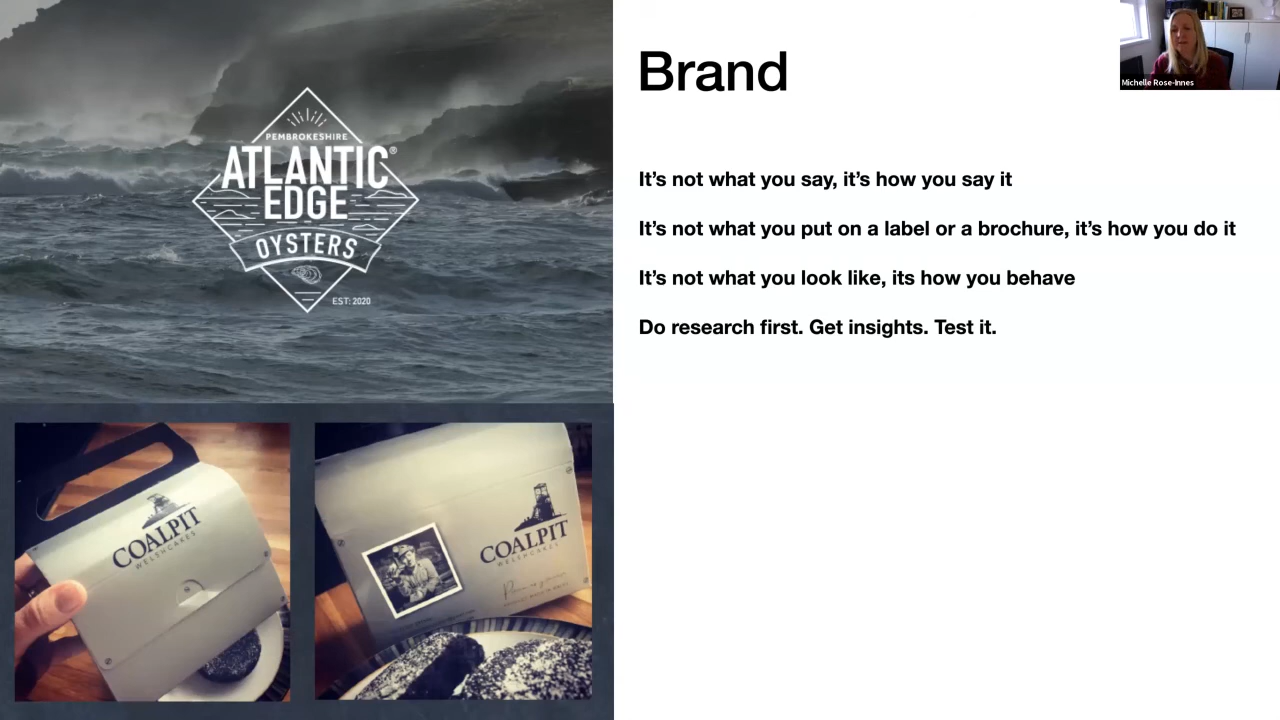 PEMBROKESHIRE
ATLANTIC®
EDGE
OYSTERS
EST: 2020
Brand
Michelle Rose-Innes
It’s not what you say, it’s how you say it
It’s not what you put on a label or a brochure, it’s how you do it
It’s not what you look like, its how you behave
Do research first. Get insights. Test it.
COALPIT
WELSHCAKES
COALPIT
WELSHCAKES